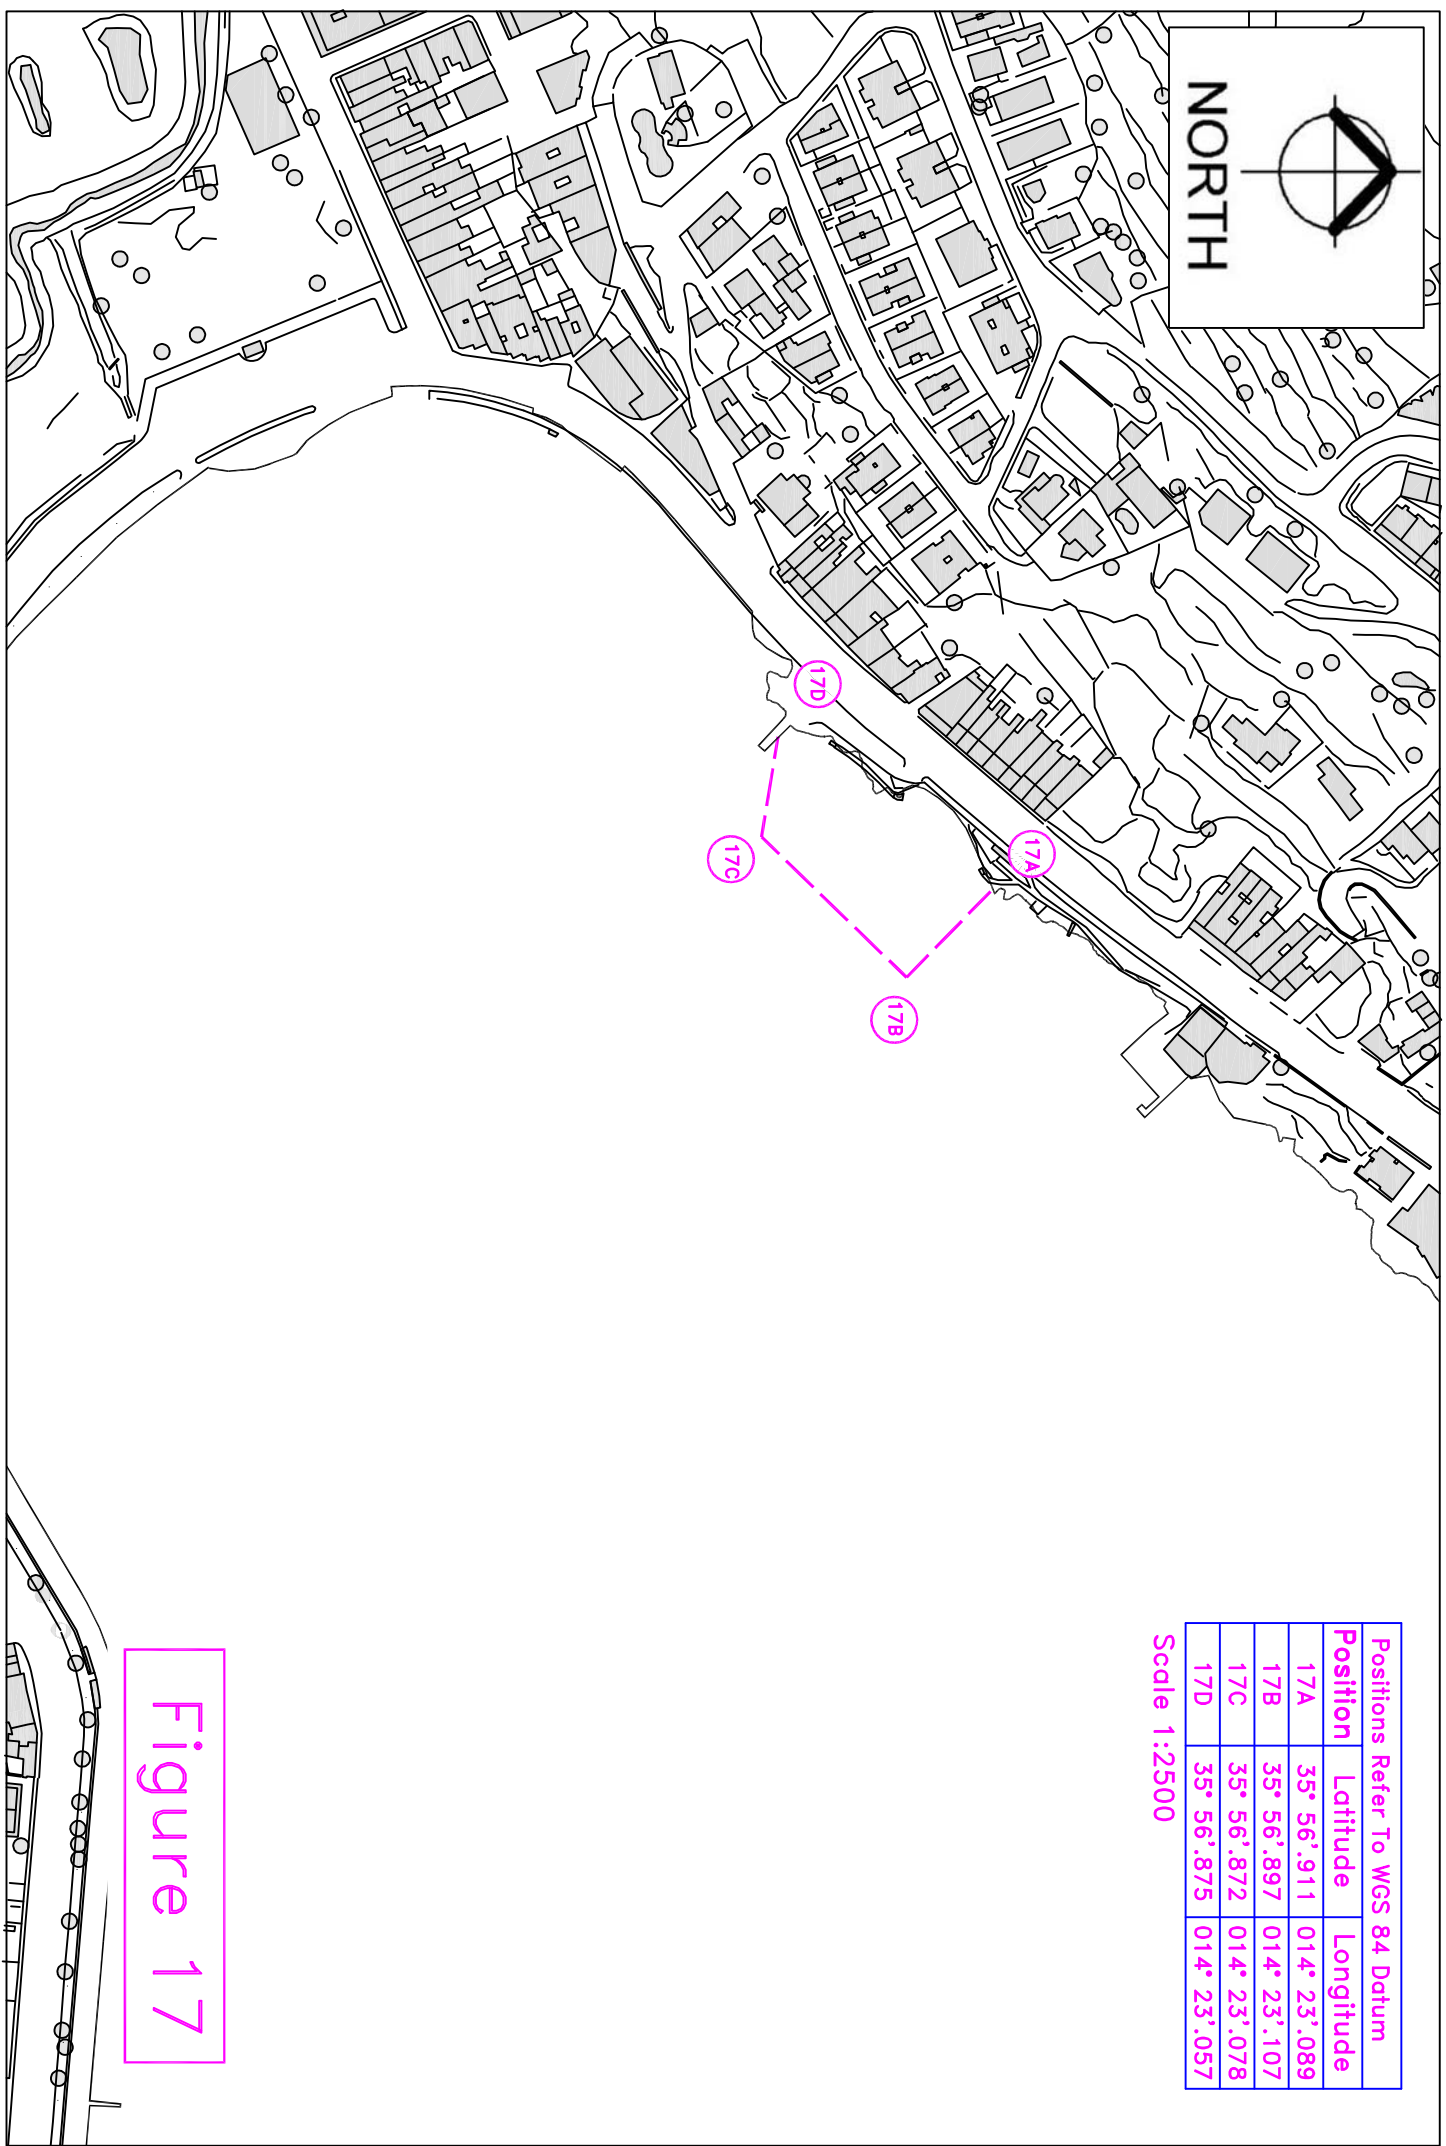 NORTH
17D
17A
17C
17B
Positions Refer To WGS 84 Datum
Position Latitude Longitude
17A 35° 56'.911 014° 23'.089
17B 35° 56'.897 014° 23'.107
17C 35° 56'.872 014° 23'.078
17D 35° 56'.875 014° 23'.057
Scale 1:2500
Figure 17